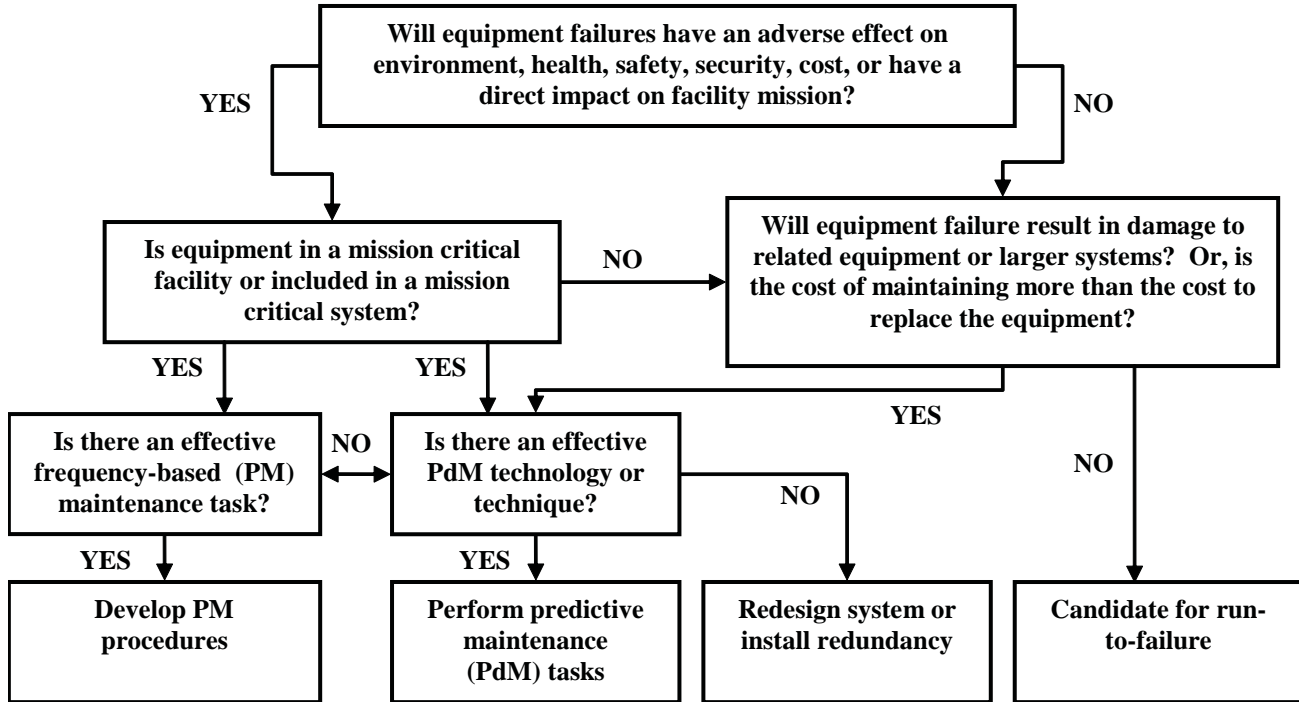 Will equipment failures have an adverse effect on
environment, health, safety, security, cost, or have a
direct impact on facility mission?
YES
NO
Is equipment in a mission critical
facility or included in a mission
critical system?
NO
Will equipment failure result in damage to
related equipment or larger systems? Or, is
the cost of maintaining more than the cost to
replace the equipment?
YES
YES
YES
Is there an effective
frequency-based (PM)
maintenance task?
NO
Is there an effective
PdM technology or
technique?
NO
NO
YES
YES
Develop PM
procedures
Perform predictive
maintenance
(PdM) tasks
Redesign system or
install redundancy
Candidate for run-
to-failure